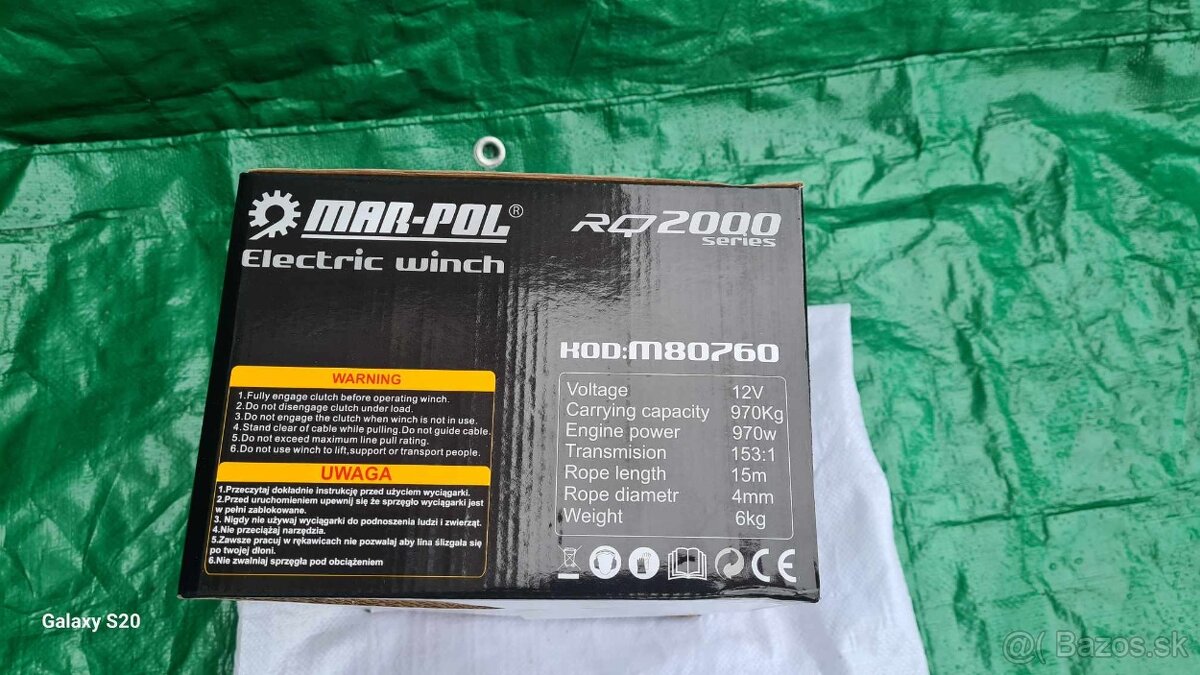 MAR-POL®
Electric winch
RQ2000
series
KOD:M80760
WARNING
1.Fully engage clutch before operating winch.
2.Do not disengage clutch under load.
3.Do not engage the clutch when winch is not in use.
4.Stand clear of cable while pulling.Do not guide cable.
5.Do not exceed maximum line pull rating.
6.Do not use winch to lift,support or transport people.
UWAGA
1.Przeczytaj dokładnie instrukcję przed użyciem wyciągarki.
2.Przed uruchomieniem upewnij się że sprzęgło wyciągarki jest
w pełni zablokowane.
3. Nigdy nie używaj wyciągarki do podnoszenia ludzi i zwierząt.
4.Nie przeciążaj narzędzia.
5.Zawsze pracuj w rękawicach nie pozwalaj aby lina ślizgała się
po twojej dłoni.
6.Nie zwalniaj sprzęgła pod obciążeniem
Voltage 12V
Carrying capacity 970Kg
Engine power 970w
Transmision 153:1
Rope length 15m
Rope diametr 4mm
Weight 6kg
CE
Galaxy S20
@( Bazos.sk